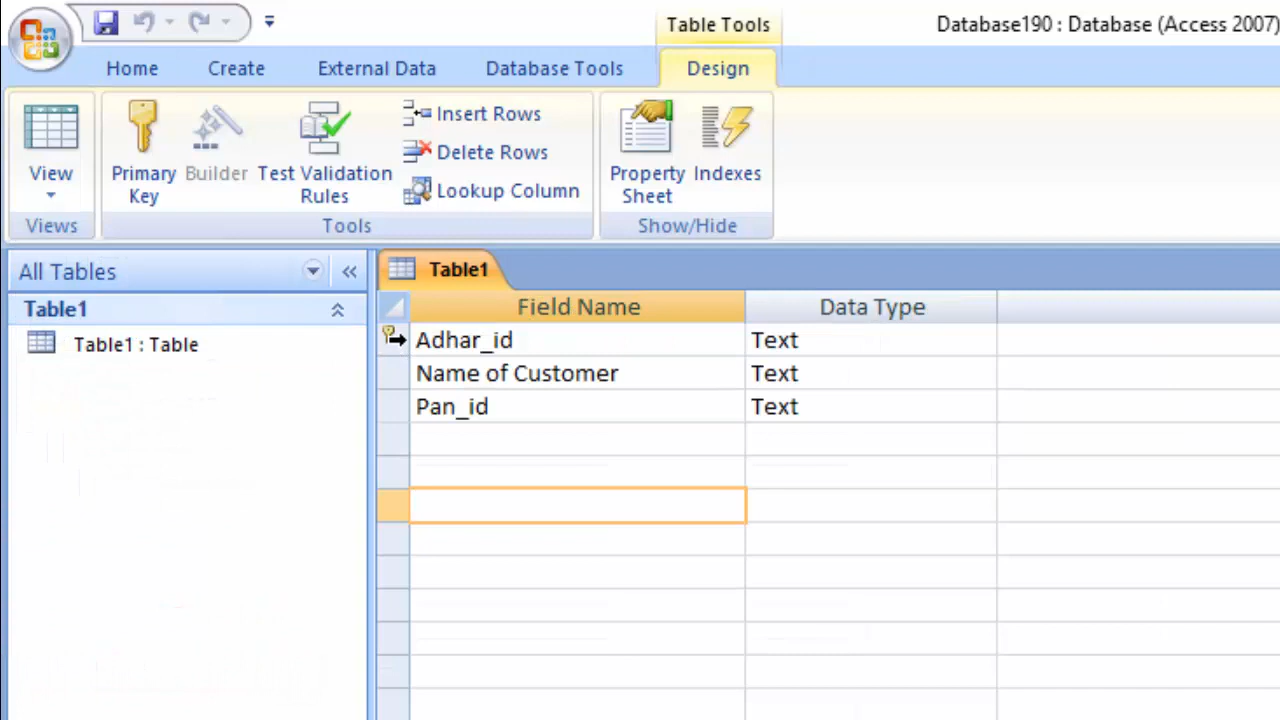 Table Tools
Database190 : Database (Access 2007)
Home Create External Data Database Tools Design
View
Primary Key
Builder
Test Validation Rules
Insert Rows
Delete Rows
Lookup Column
Property Sheet
Indexes
Views Tools Show/Hide
All Tables
Table1
Table1 : Table
Table1
Field Name Data Type
Adhar_id Text
Name of Customer Text
Pan_id Text